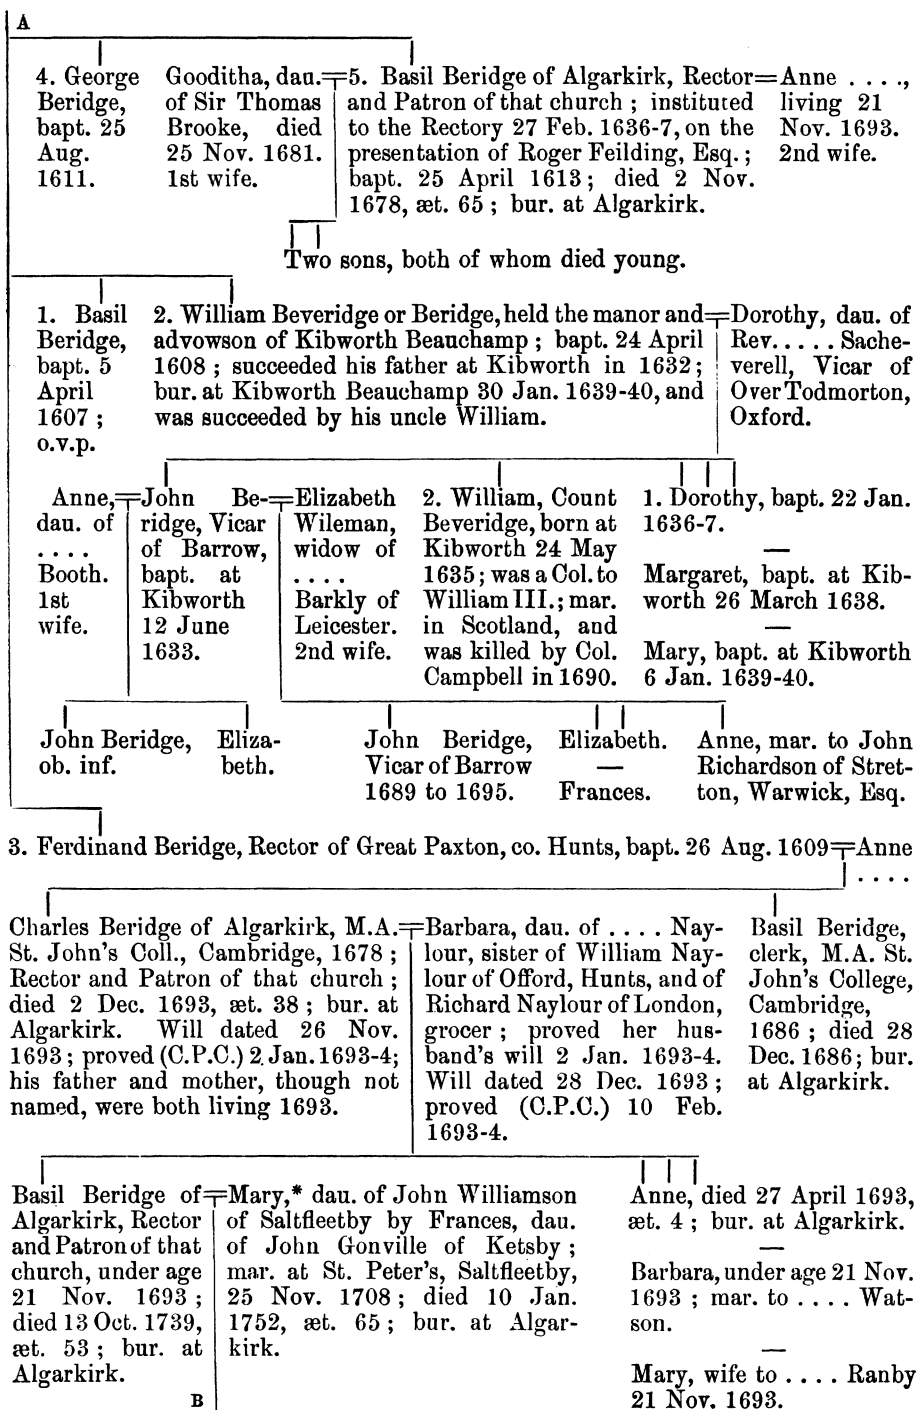 A
4. George
Beridge,
bapt. 25
Aug.
1611.
Gooditha, dau.
of Sir Thomas
Brooke, died
25 Nov. 1681.
1st wife.
5. Basil Beridge of Algarkirk, Rector
and Patron of that church ; instituted
to the Rectory 27 Feb. 1636-7, on the
presentation of Roger Feilding, Esq. ;
bapt. 25 April 1613 ; died 2 Nov.
1678, æt. 65 ; bur. at Algarkirk.
Anne . . . .,
living 21
Nov. 1693.
2nd wife.
Two sons, both of whom died young.
1. Basil
Beridge,
bapt. 5
April
1607 ;
o.v.p.
2. William Beveridge or Beridge, held the manor and
advowson of Kibworth Beauchamp ; bapt. 24 April
1608 ; succeeded his father at Kibworth in 1632 ;
bur. at Kibworth Beauchamp 30 Jan. 1639-40, and
was succeeded by his uncle William.
Dorothy, dau. of
Rev. . . . . Sache-
verell, Vicar of
Over Todmorton,
Oxford.
Anne,
dau. of
. . . .
Booth.
1st
wife.
John Be-
ridge, Vicar
of Barrow,
bapt. at
Kibworth
12 June
1633.
Elizabeth
Wileman,
widow of
. . . .
Barkly of
Leicester.
2nd wife.
2. William, Count
Beveridge, born at
Kibworth 24 May
1635 ; was a Col. to
William III. ; mar.
in Scotland, and
was killed by Col.
Campbell in 1690.
1. Dorothy, bapt. 22 Jan.
1636-7.
—
Margaret, bapt. at Kib-
worth 26 March 1638.
—
Mary, bapt. at Kibworth
6 Jan. 1639-40.
John Beridge,
ob. inf.
Eliza-
beth.
John Beridge,
Vicar of Barrow
1689 to 1695.
Elizabeth.
—
Frances.
Anne, mar. to John
Richardson of Stret-
ton, Warwick, Esq.
3. Ferdinand Beridge, Rector of Great Paxton, co. Hunts, bapt. 26 Aug. 1609
Anne
. . . .
Charles Beridge of Algarkirk, M.A.
St. John's Coll., Cambridge, 1678 ;
Rector and Patron of that church ;
died 2 Dec. 1693, æt. 38 ; bur. at
Algarkirk. Will dated 26 Nov.
1693 ; proved (C.P.C.) 2 Jan. 1693-4;
his father and mother, though not
named, were both living 1693.
Barbara, dau. of . . . . Nay-
lour, sister of William Nay-
lour of Offord, Hunts, and of
Richard Naylour of London,
grocer ; proved her hus-
band's will 2 Jan. 1693-4.
Will dated 28 Dec. 1693 ;
proved (C.P.C.) 10 Feb.
1693-4.
Basil Beridge,
clerk, M.A. St.
John's College,
Cambridge,
1686 ; died 28
Dec. 1686; bur.
at Algarkirk.
Basil Beridge of
Algarkirk, Rector
and Patron of that
church, under age
21 Nov. 1693 ;
died 13 Oct. 1739,
æt. 53 ; bur. at
Algarkirk.
B
Mary,* dau. of John Williamson
of Saltfleetby by Frances, dau.
of John Gonville of Ketsby ;
mar. at St. Peter's, Saltfleetby,
25 Nov. 1708 ; died 10 Jan.
1752, æt. 65 ; bur. at Algar-
kirk.
Anne, died 27 April 1693,
æt. 4 ; bur. at Algarkirk.
—
Barbara, under age 21 Nov.
1693 ; mar. to . . . . Wat-
son.
—
Mary, wife to . . . . Ranby
21 Nov. 1693.